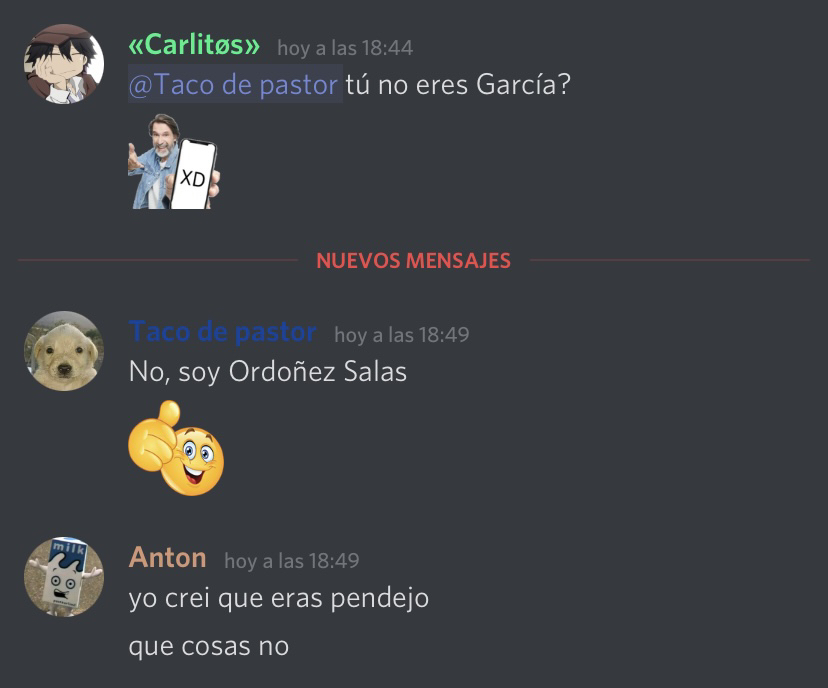 «Carlitøs» hoy a las 18:44
@Taco de pastor tú no eres García?
XD
NUEVOS MENSAJES
Taco de pastor hoy a las 18:49
No, soy Ordoñez Salas
milk
Anton hoy a las 18:49
yo crei que eras pendejo
que cosas no